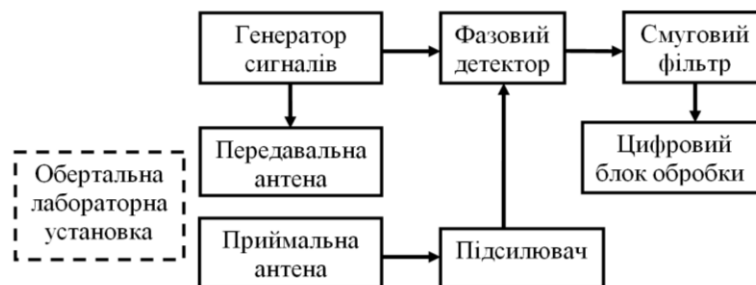 Генератор
сигналів
Фазовий
детектор
Смуговий
фільтр
Передавальна
антена
Цифровий
блок обробки
Обертальна
лабораторна
установка
Приймальна
антена
Підсилювач